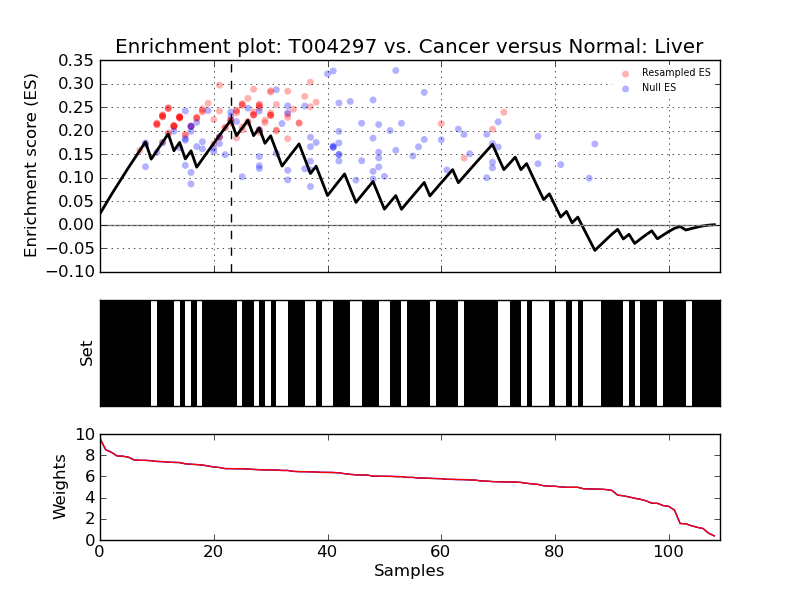 Enrichment plot: T004297 vs. Cancer versus Normal: Liver
Enrichment score (ES)
0.35
0.30
0.25
0.20
0.15
0.10
0.05
0.00
−0.05
−0.10
Resampled ES
Null ES
Set
Weights
10
8
6
4
2
0
0 20 40 60 80 100
Samples